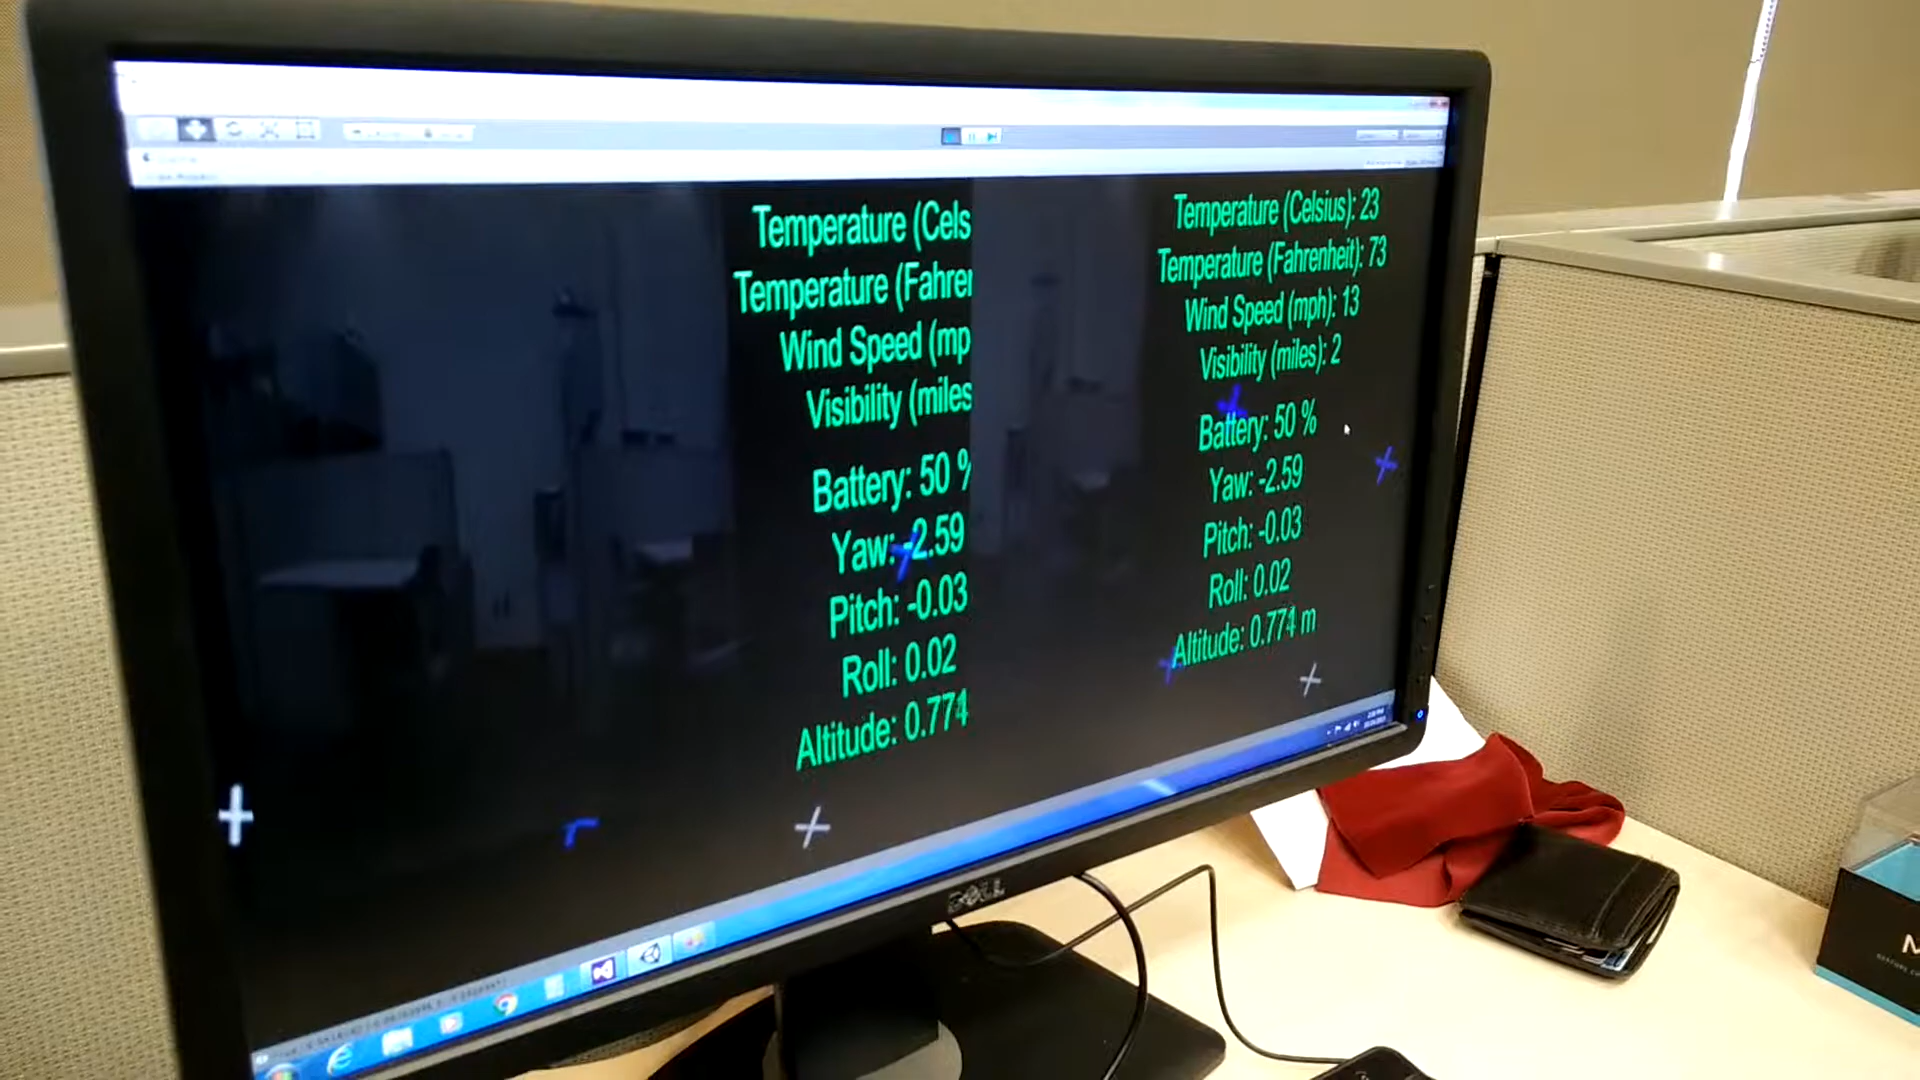 Temperature (Cels
Temperature (Fahren
Wind Speed (mp
Visibility (miles
Battery: 50 %
Yaw: -2.59
Pitch: -0.03
Roll: 0.02
Altitude: 0.774
Temperature (Celsius): 23
Temperature (Fahrenheit): 73
Wind Speed (mph): 13
Visibility (miles): 2
Battery: 50 %
Yaw: -2.59
Pitch: -0.03
Roll: 0.02
Altitude: 0.774 m
DELL
M